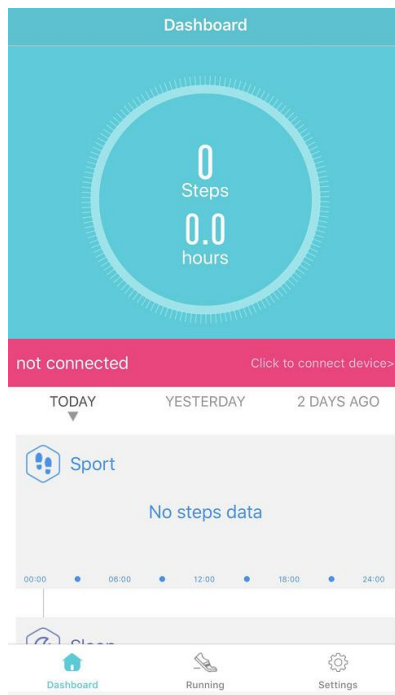 Dashboard
0
Steps
0.0
hours
not connected
Click to connect device>
TODAY YESTERDAY 2 DAYS AGO
Sport
No steps data
00:00 06:00 12:00 18:00 24:00
Sleep
Dashboard Running Settings